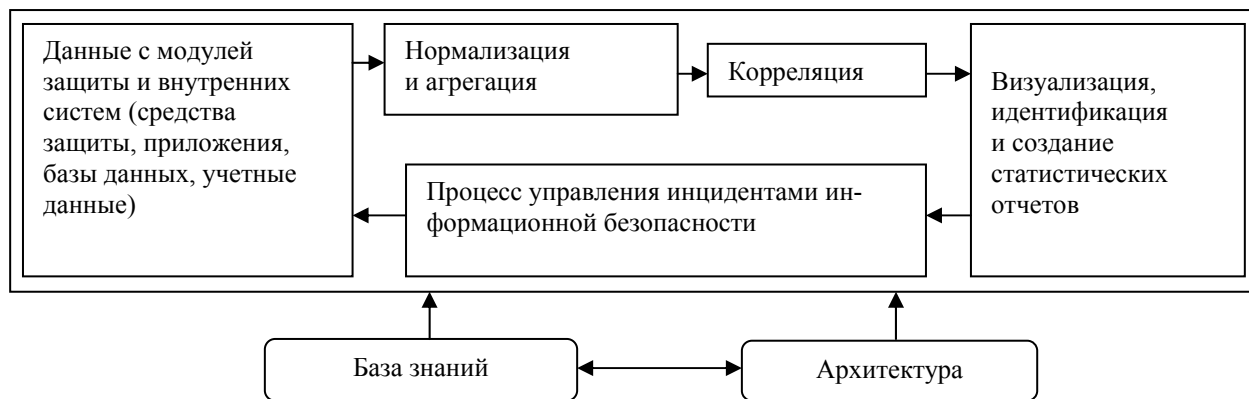 Данные с модулей
защиты и внутренних
систем (средства
защиты, приложения,
базы данных, учетные
данные)
Нормализация
и агрегация
Корреляция
Визуализация,
идентификация
и создание
статистических
отчетов
Процесс управления инцидентами ин-
формационной безопасности
База знаний
Архитектура